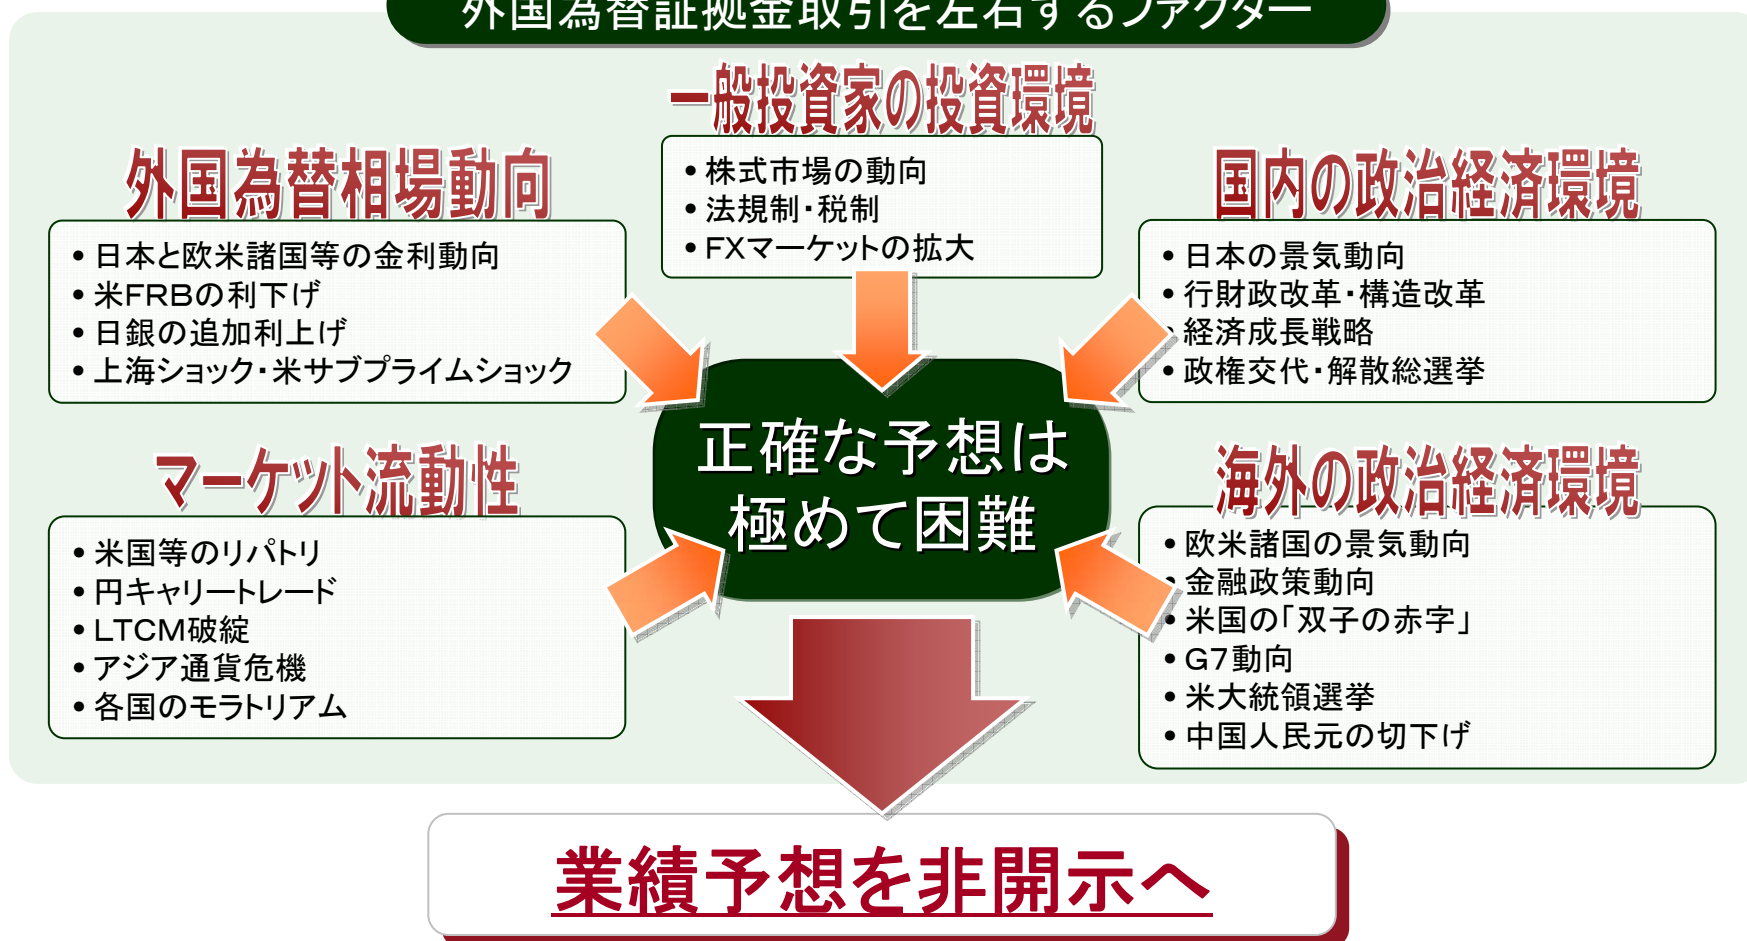 外国為替証拠金取引を左右するファクター
一般投資家の投資環境
• 株式市場の動向
• 法規制・税制
• FXマーケットの拡大
外国為替相場動向
• 日本と欧米諸国等の金利動向
• 米FRBの利下げ
• 日銀の追加利上げ
• 上海ショック・米サブプライムショック
国内の政治経済環境
• 日本の景気動向
• 行財政改革・構造改革
• 経済成長戦略
• 政権交代・解散総選挙
正確な予想は
極めて困難
マーケット流動性
• 米国等のリパトリ
• 円キャリートレード
• LTCM破綻
• アジア通貨危機
• 各国のモラトリアム
海外の政治経済環境
• 欧米諸国の景気動向
• 金融政策動向
• 米国の「双子の赤字」
• G7動向
• 米大統領選挙
• 中国人民元の切下げ
業績予想を非開示へ